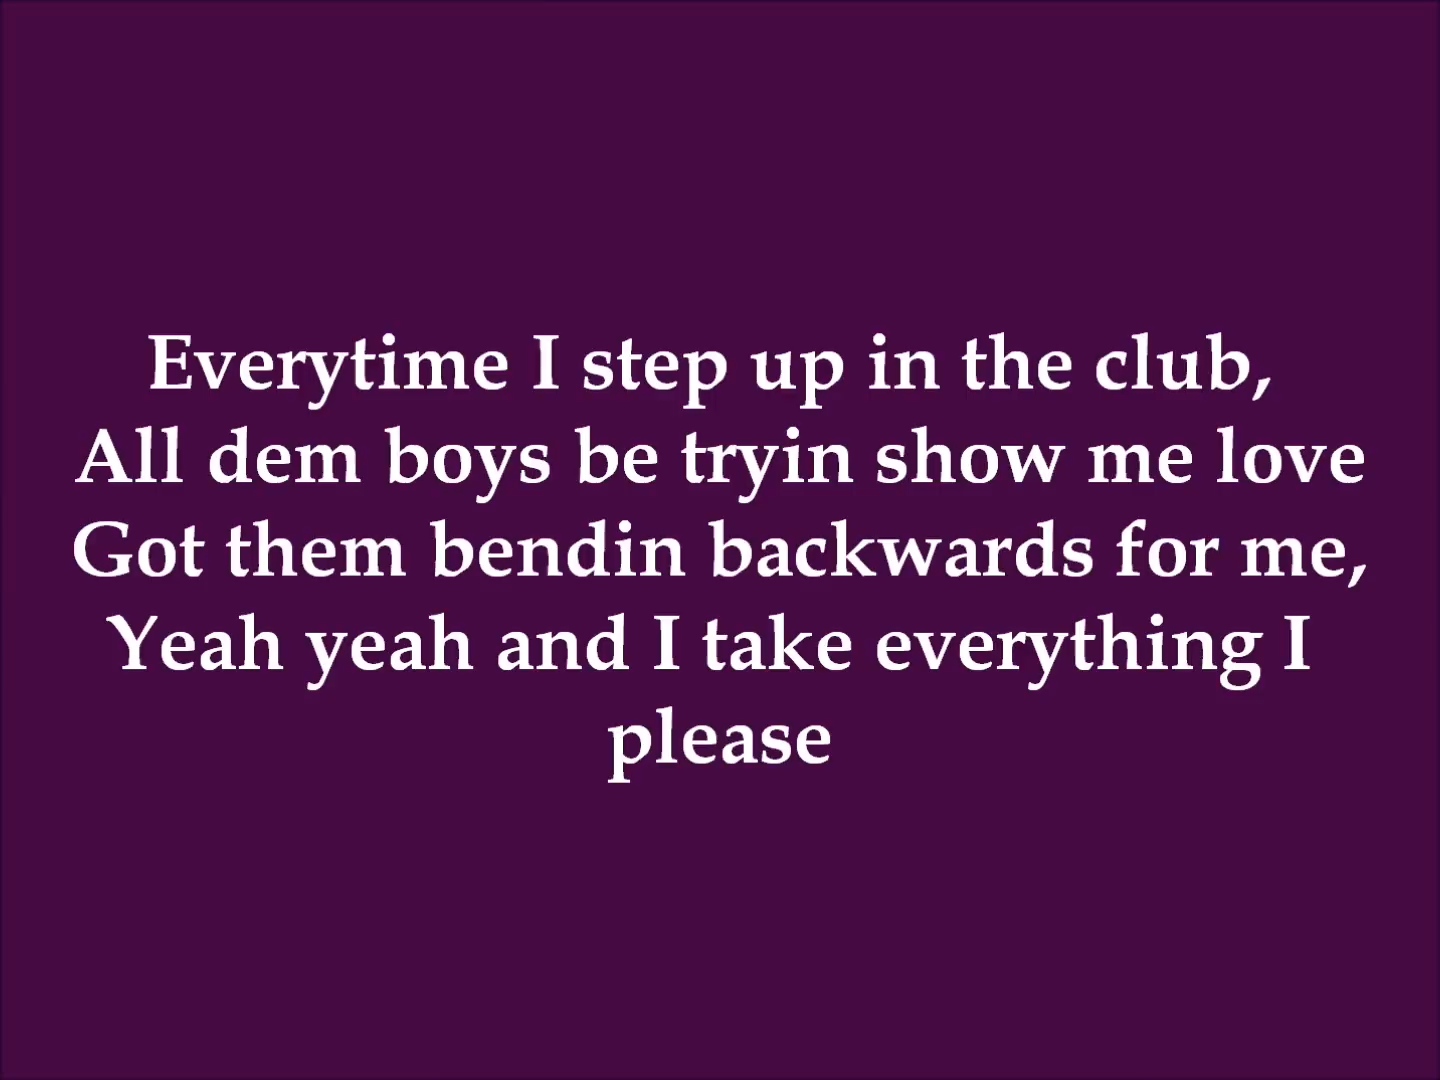 Everytime I step up in the club,
All dem boys be tryin show me love
Got them bendin backwards for me,
Yeah yeah and I take everything I
please